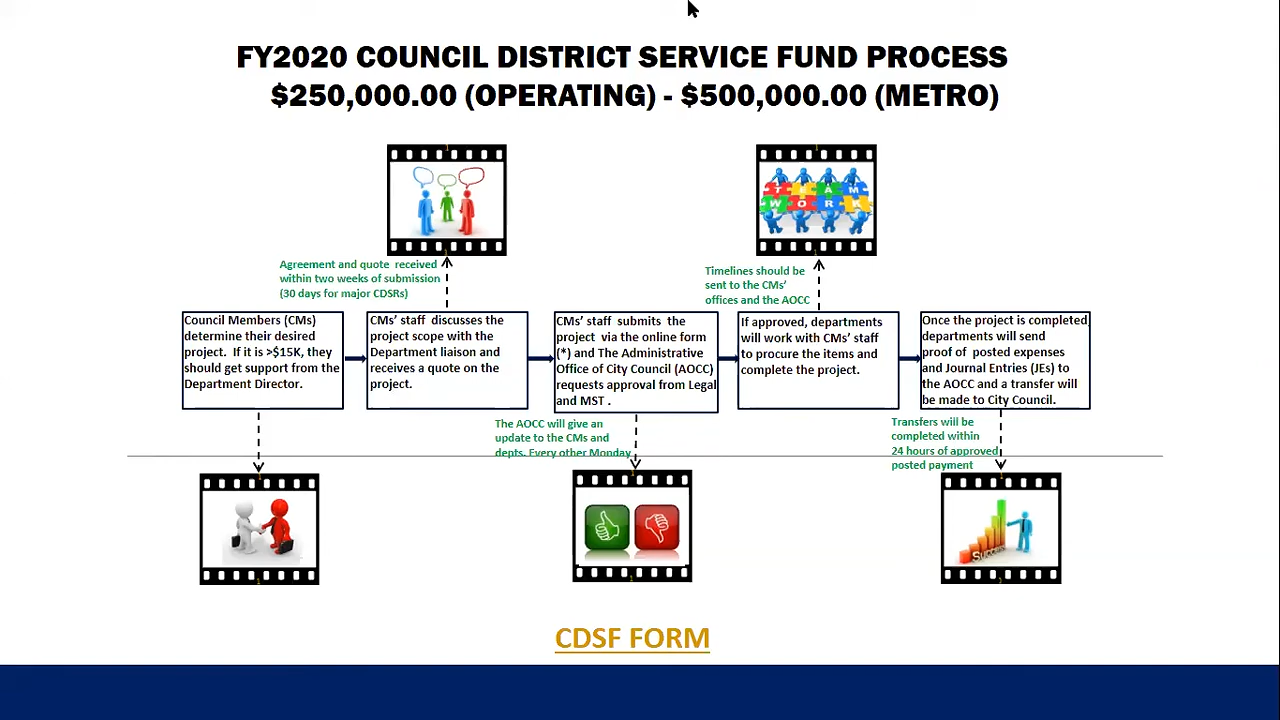 FY2020 COUNCIL DISTRICT SERVICE FUND PROCESS
$250,000.00 (OPERATING) - $500,000.00 (METRO)
TEAM
WORK
Agreement and quote received
within two weeks of submission
(30 days for major CDSRs)
Timelines should be
sent to the CMs'
offices and the AOCC
Council Members (CMs)
determine their desired
project. If it is >$15K, they
should get support from the
Department Director.
CMs' staff discusses the
project scope with the
Department liaison and
receives a quote on the
project.
CMs' staff submits the
project via the online form
(*) and The Administrative
Office of City Council (AOCC)
requests approval from Legal
and MST .
If approved, departments
will work with CMs' staff
to procure the items and
complete the project.
Once the project is completed,
departments will send
proof of posted expenses
and Journal Entries (JEs) to
the AOCC and a transfer will
be made to City Council.
The AOCC will give an
update to the CMs and
depts. Every other Monday
Transfers will be
completed within
24 hours of approved
posted payment
Success
CDSF FORM